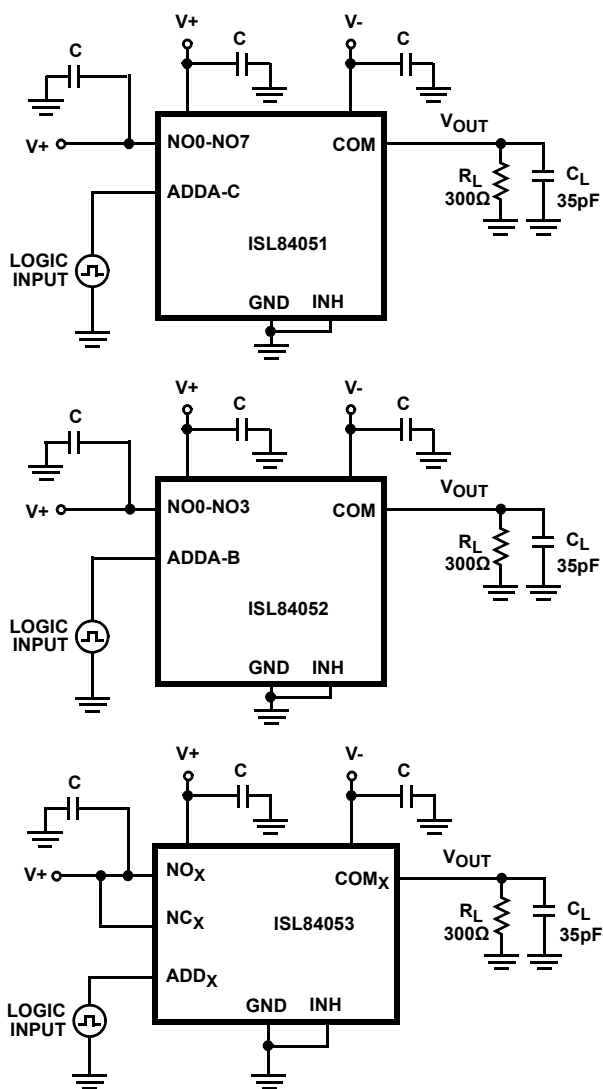 V+
V-
C
C
C
V+
NO0-NO7
COM
VOUT
RL
300Ω
CL
35pF
ADDA-C
LOGIC
INPUT
ISL84051
GND
INH
V+
V-
C
C
C
V+
NO0-NO3
COM
VOUT
RL
300Ω
CL
35pF
ADDA-B
LOGIC
INPUT
ISL84052
GND
INH
V+
V-
C
C
C
V+
NOX
COMX
VOUT
NCX
ISL84053
RL
300Ω
CL
35pF
ADDX
LOGIC
INPUT
GND
INH